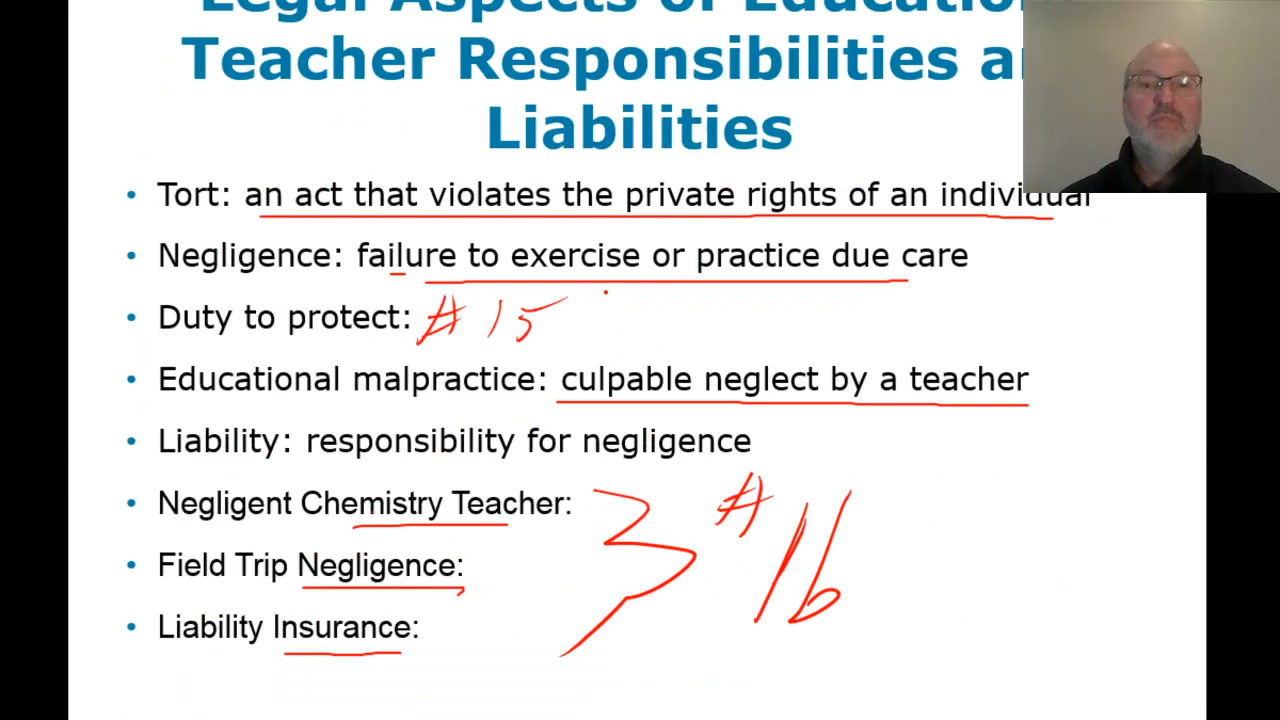 Legal Aspects of Education:
Teacher Responsibilities a
Liabilities
• Tort: an act that violates the private rights of an individual
• Negligence: failure to exercise or practice due care
• Duty to protect: # 15
• Educational malpractice: culpable neglect by a teacher
• Liability: responsibility for negligence
• Negligent Chemistry Teacher:
# 16
• Field Trip Negligence:
• Liability Insurance: